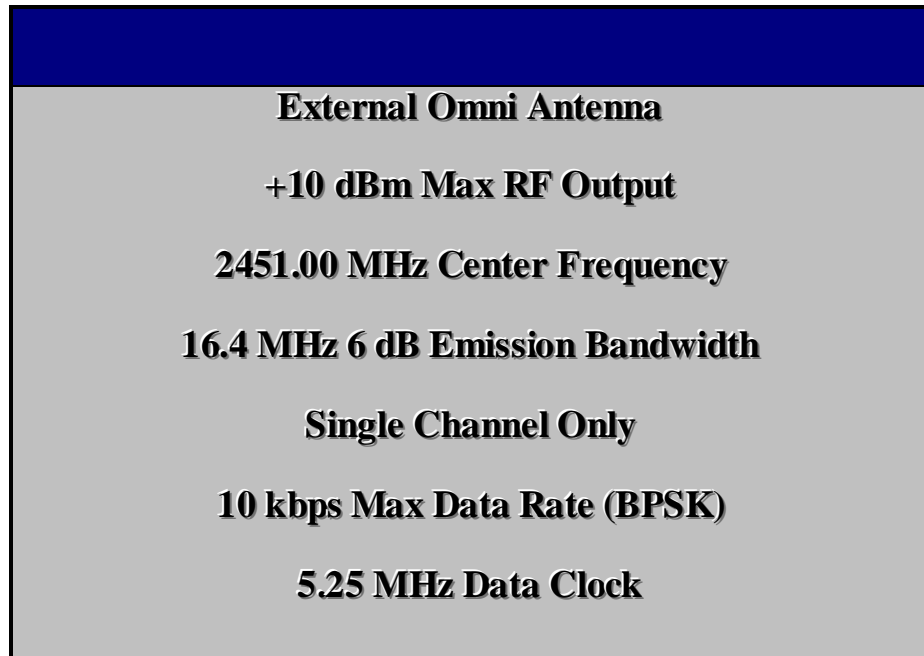 External Omni Antenna
+10 dBm Max RF Output
2451.00 MHz Center Frequency
16.4 MHz 6 dB Emission Bandwidth
Single Channel Only
10 kbps Max Data Rate (BPSK)
5.25 MHz Data Clock